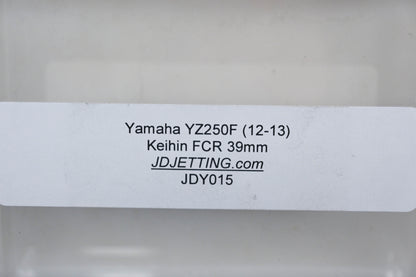 Yamaha YZ250F (12-13)
Keihin FCR 39mm
JDJETTING.com
JDY015